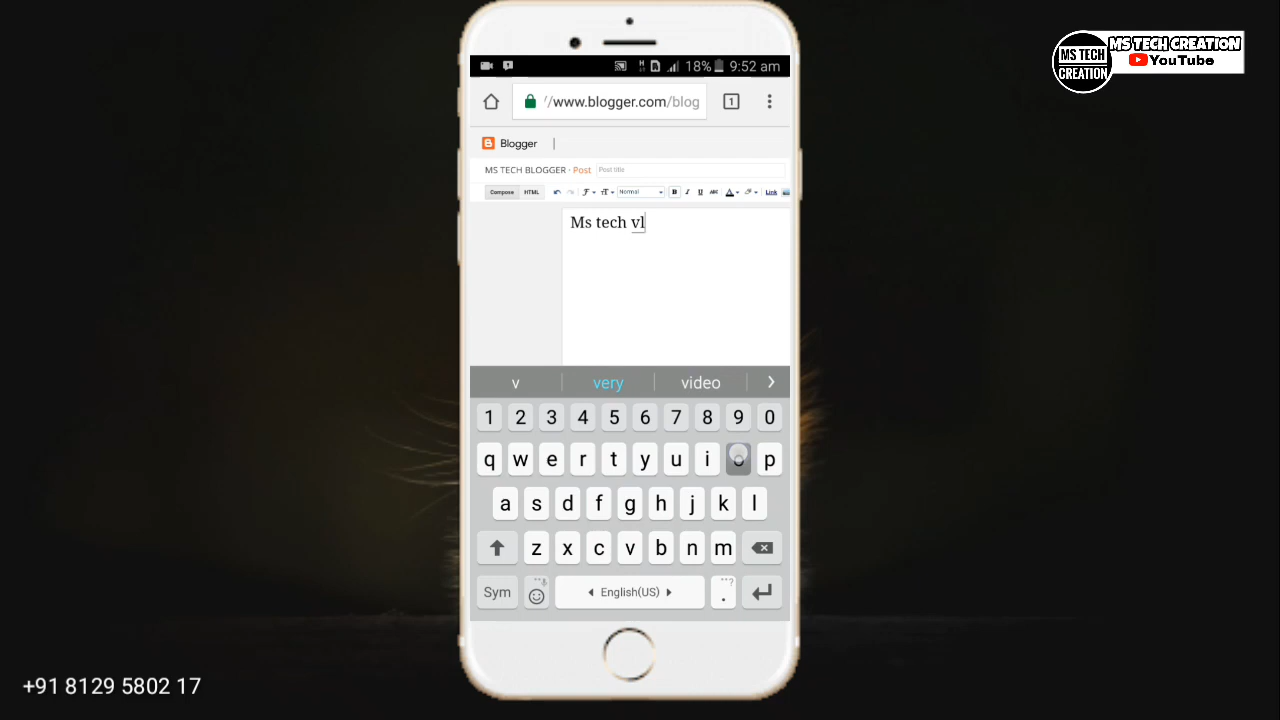 MS TECH CREATION
YouTube
MS TECH
CREATION
18% 9:52 am
//www.blogger.com/blog
1
Blogger |
MS TECH BLOGGER · Post Post title
Compose HTML Normal B I U ABC A Link
Ms tech vl
v very video
1 2 3 4 5 6 7 8 9 0
q w e r t y u i o p
a s d f g h j k l
z x c v b n m
Sym English(US) .
+91 8129 5802 17